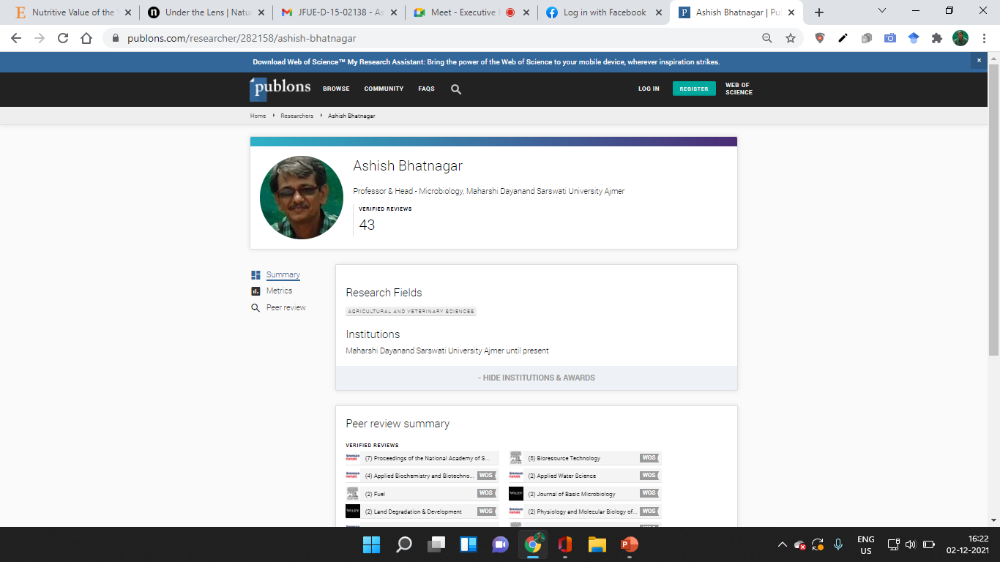 Nutritive Value of the
Under the Lens | Natu
JFUE-D-15-02138 - As
Meet - Executive
Log in with Facebook
Ashish Bhatnagar | Pu
publons.com/researcher/282158/ashish-bhatnagar
Download Web of Science™ My Research Assistant: Bring the power of the Web of Science to your mobile device, wherever inspiration strikes.
publons
BROWSE
COMMUNITY
FAQS
LOG IN
REGISTER
WEB OF
SCIENCE
Home
Researchers
Ashish Bhatnagar
Ashish Bhatnagar
Professor & Head - Microbiology, Maharshi Dayanand Sarswati University Ajmer
VERIFIED REVIEWS
43
Summary
Metrics
Peer review
Research Fields
AGRICULTURAL AND VETERINARY SCIENCES
Institutions
Maharshi Dayanand Sarswati University Ajmer until present
- HIDE INSTITUTIONS & AWARDS
Peer review summary
VERIFIED REVIEWS
(7) Proceedings of the National Academy of S...
(5) Bioresource Technology WOS
(4) Applied Biochemistry and Biotechno... WOS
(2) Applied Water Science WOS
(2) Fuel WOS
WILEY (2) Journal of Basic Microbiology WOS
WILEY (2) Land Degradation & Development WOS
(2) Physiology and Molecular Biology of... WOS
ENG
US
16:22
02-12-2021